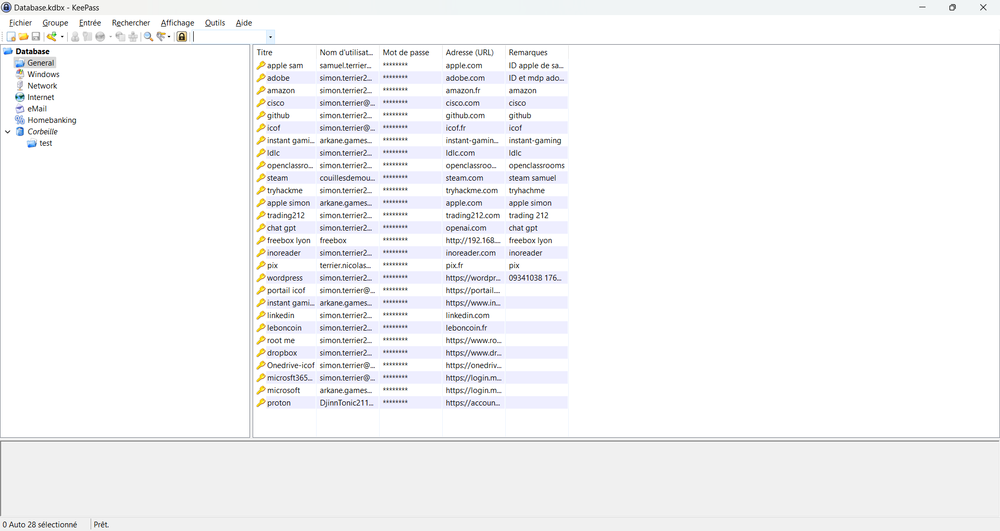 Database.kdbx - KeePass
Fichier Groupe Entrée Rechercher Affichage Outils Aide
Database
General
Windows
Network
Internet
eMail
Homebanking
Corbeille
test
Titre Nom d'utilisat... Mot de passe Adresse (URL) Remarques
apple sam samuel.terrier... ******** apple.com ID apple de sa...
adobe simon.terrier2... ******** adobe.com ID et mdp ado...
amazon simon.terrier2... ******** amazon.fr amazon
cisco simon.terrier@... ******** cisco.com cisco
github simon.terrier2... ******** github.com github
icof simon.terrier@... ******** icof.fr icof
instant gami... arkane.games... ******** instant-gamin... instant-gaming
ldlc simon.terrier2... ******** ldlc.com ldlc
openclassro... simon.terrier2... ******** openclassroo... openclassrooms
steam couillesdemou... ******** steam.com steam samuel
tryhackme simon.terrier2... ******** tryhackme.com tryhachme
apple simon arkane.games... ******** apple.com apple simon
trading212 simon.terrier2... ******** trading212.com trading 212
chat gpt simon.terrier2... ******** openai.com chat gpt
freebox lyon freebox ******** http://192.168.... freebox lyon
inoreader simon.terrier2... ******** inoreader.com inoreader
pix terrier.nicolas... ******** pix.fr pix
wordpress simon.terrier2... ******** https://wordpr... 09341038 176...
portail icof simon.terrier@... ******** https://portail....
instant gami... arkane.games... ******** https://www.in...
linkedin simon.terrier2... ******** linkedin.com
leboncoin simon.terrier2... ******** leboncoin.fr
root me simon.terrier2... ******** https://www.ro...
dropbox simon.terrier2... ******** https://www.dr...
Onedrive-icof simon.terrier@... ******** https://onedriv...
microsft365... simon.terrier@... ******** https://login.m...
microsoft arkane.games... ******** https://login.m...
proton DjinnTonic211... ******** https://accoun...
0 Auto 28 sélectionné Prêt.